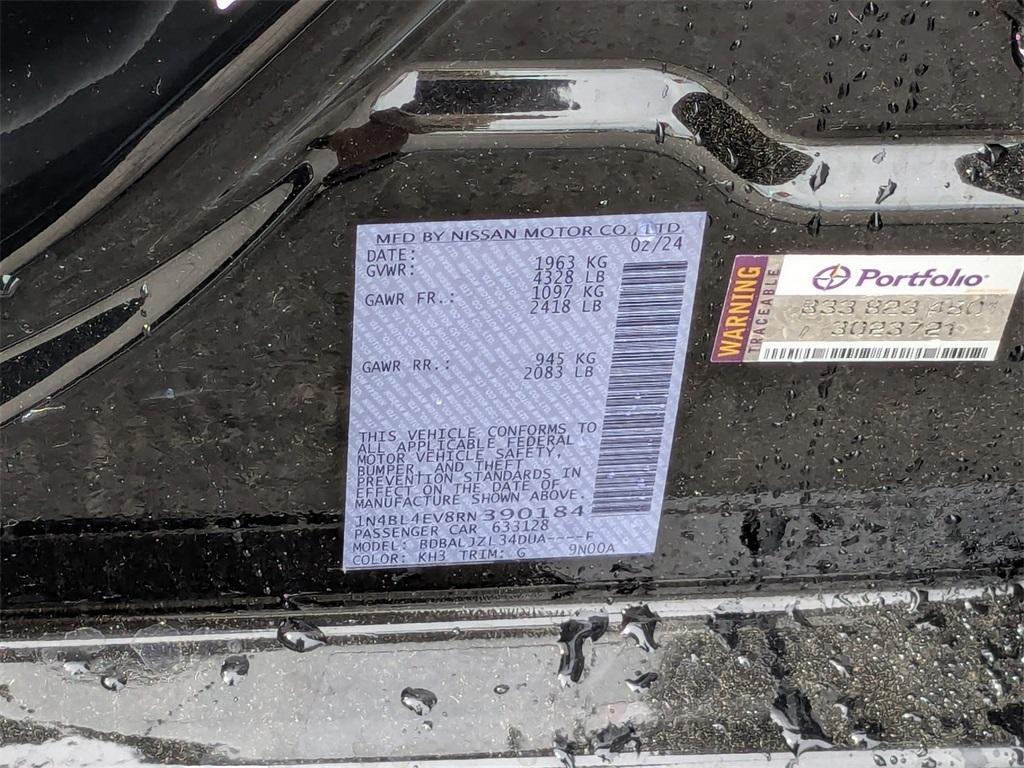 MFD BY NISSAN MOTOR CO., LTD.
DATE: 02/24
GVWR: 1963 KG
4328 LB
GAWR FR.: 1097 KG
2418 LB
GAWR RR.: 945 KG
2083 LB
THIS VEHICLE CONFORMS TO
ALL APPLICABLE FEDERAL
MOTOR VEHICLE SAFETY,
BUMPER, AND THEFT
PREVENTION STANDARDS IN
EFFECT ON THE DATE OF
MANUFACTURE SHOWN ABOVE.
1N4BL4EV8RN390184
PASSENGER CAR 633128
MODEL: BDBALJZL34DUA----F
COLOR: KH3 TRIM: G 9N00A
WARNING
TRACEABLE
Portfolio
833 823 4801
3023721